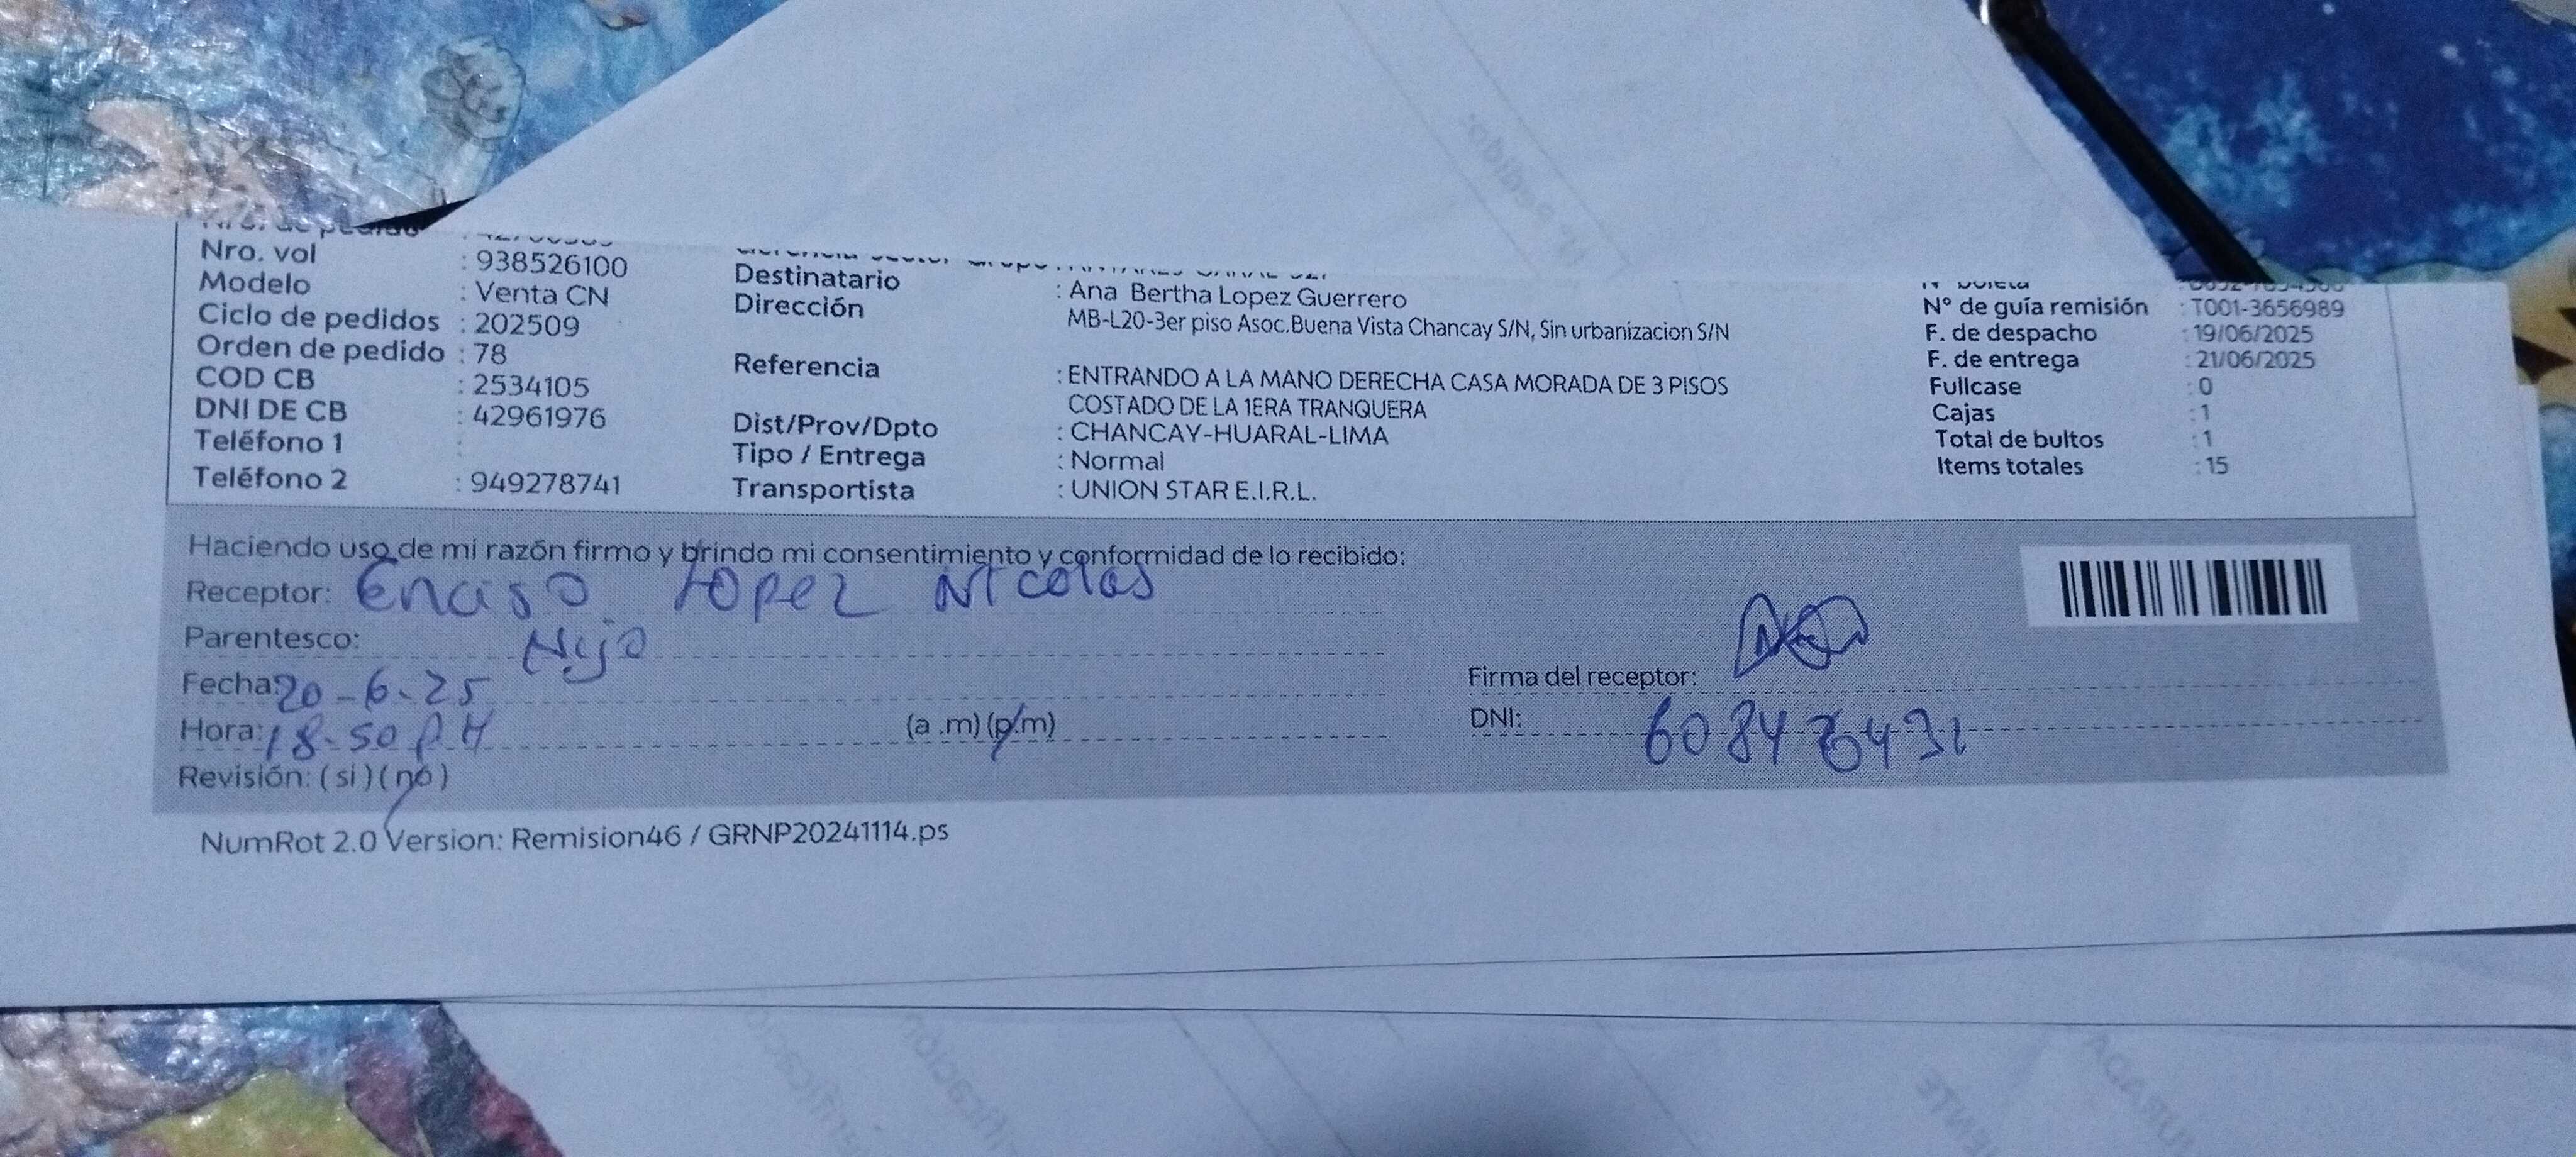 Nro. de pedido
Nro. vol : 938526100
Modelo : Venta CN
Ciclo de pedidos : 202509
Orden de pedido : 78
COD CB : 2534105
DNI DE CB : 42961976
Teléfono 1 :
Teléfono 2 : 949278741
Destinatario : Ana Bertha Lopez Guerrero
Dirección MB-L20-3er piso Asoc.Buena Vista Chancay S/N, Sin urbanizacion S/N
Referencia : ENTRANDO A LA MANO DERECHA CASA MORADA DE 3 PISOS
COSTADO DE LA 1ERA TRANQUERA
Dist/Prov/Dpto : CHANCAY-HUARAL-LIMA
Tipo / Entrega : Normal
Transportista : UNION STAR E.I.R.L.
N° de guía remisión : T001-3656989
F. de despacho : 19/06/2025
F. de entrega : 21/06/2025
Fullcase : 0
Cajas : 1
Total de bultos : 1
Items totales : 15
Haciendo uso de mi razón firmo y brindo mi consentimiento y conformidad de lo recibido:
Receptor: Enciso Lopez Nicolas
Parentesco: Hijo
Fecha: 20-6-25
Hora: 18-50 PM (a .m) (p.m)
Revisión: ( si ) ( no )
Firma del receptor:
DNI:
NumRot 2.0 Version: Remision46 / GRNP20241114.ps
N° Pedido: